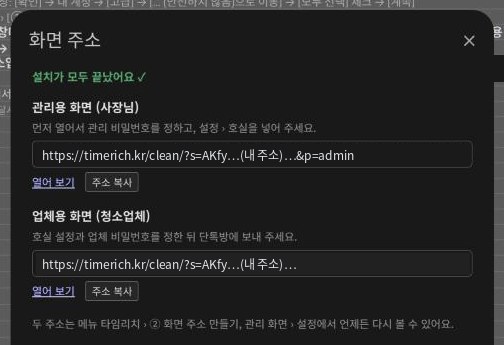 화면 주소
설치가 모두 끝났어요 ✓
관리용 화면 (사장님)
먼저 열어서 관리 비밀번호를 정하고, 설정 › 호실을 넣어 주세요.
https://timerich.kr/clean/?s=AKfy…(내 주소)…&p=admin
열어 보기 주소 복사
업체용 화면 (청소업체)
호실 설정과 업체 비밀번호를 정한 뒤 단톡방에 보내 주세요.
https://timerich.kr/clean/?s=AKfy…(내 주소)…
열어 보기 주소 복사
두 주소는 메뉴 타임리치 › ② 화면 주소 만들기, 관리 화면 › 설정에서 언제든 다시 볼 수 있어요.